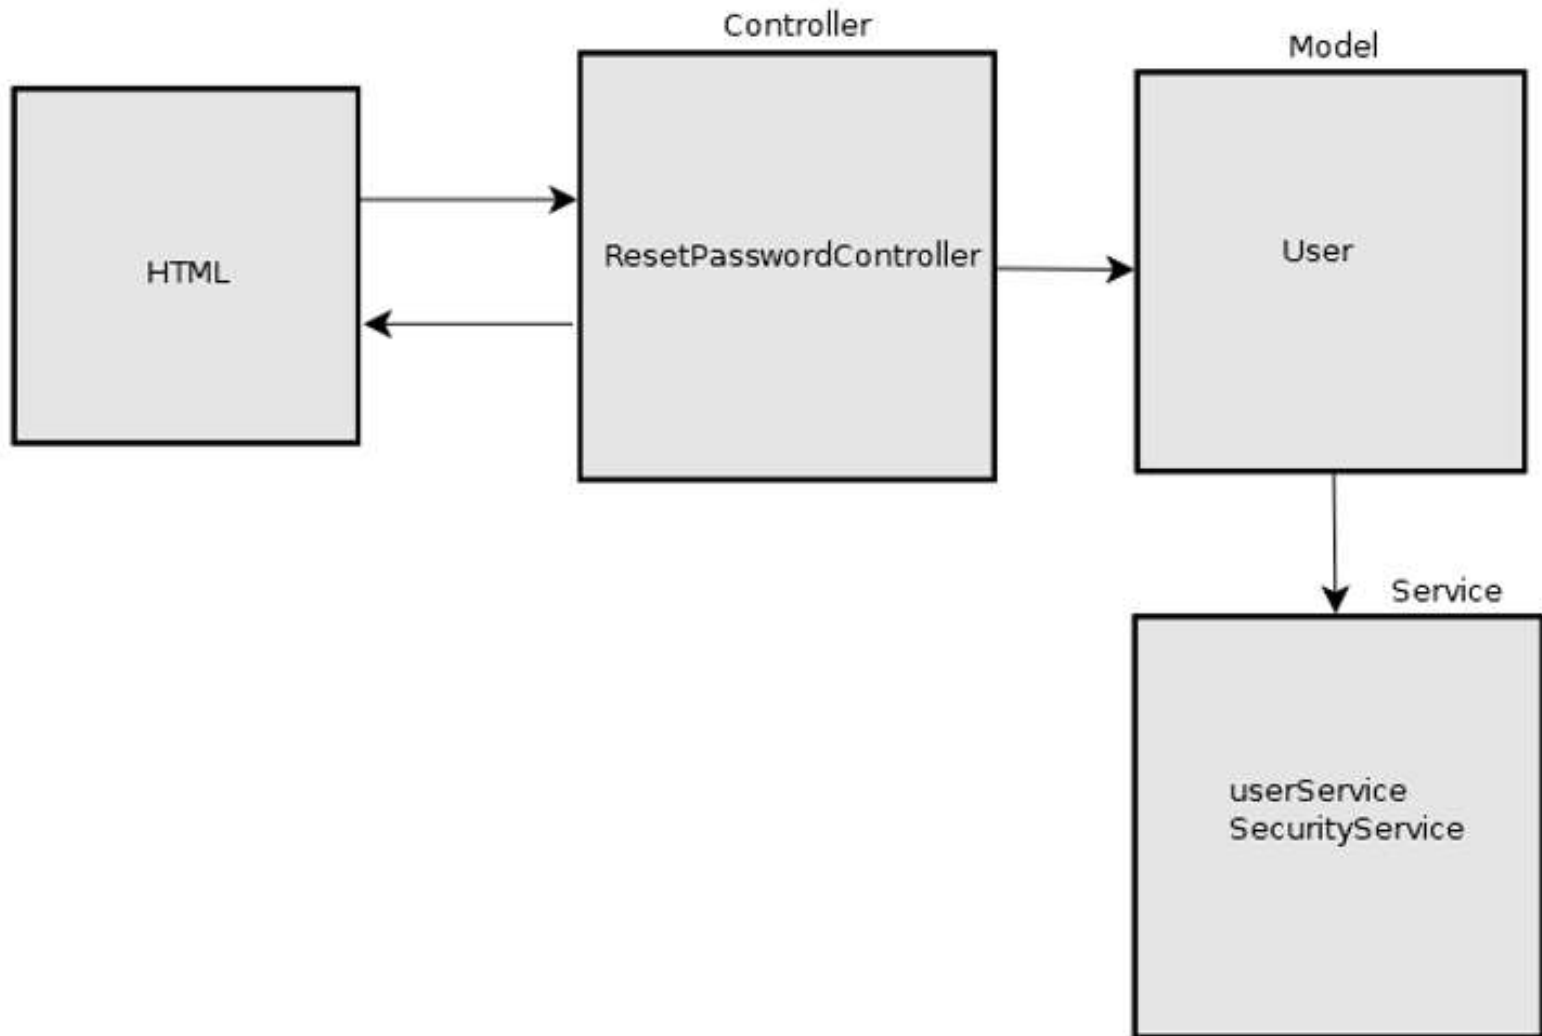 Controller
Model
HTML
ResetPasswordController
User
Service
userService
SecurityService